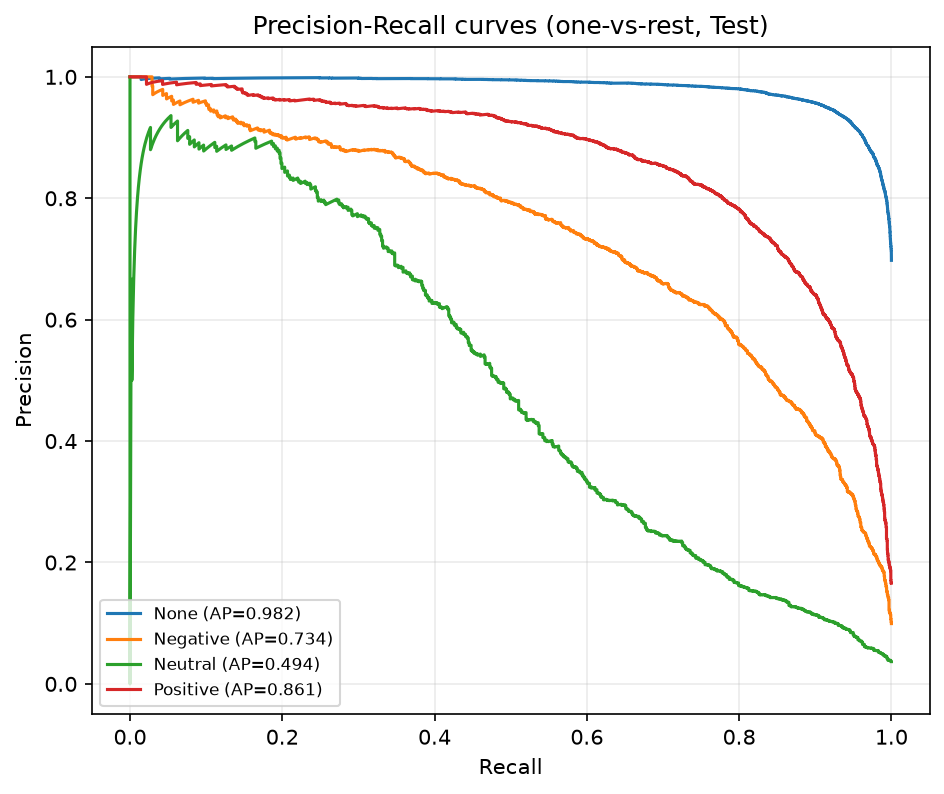 Precision-Recall curves (one-vs-rest, Test)
Precision
1.0
0.8
0.6
0.4
0.2
0.0
None (AP=0.982)
Negative (AP=0.734)
Neutral (AP=0.494)
Positive (AP=0.861)
0.0 0.2 0.4 0.6 0.8 1.0
Recall